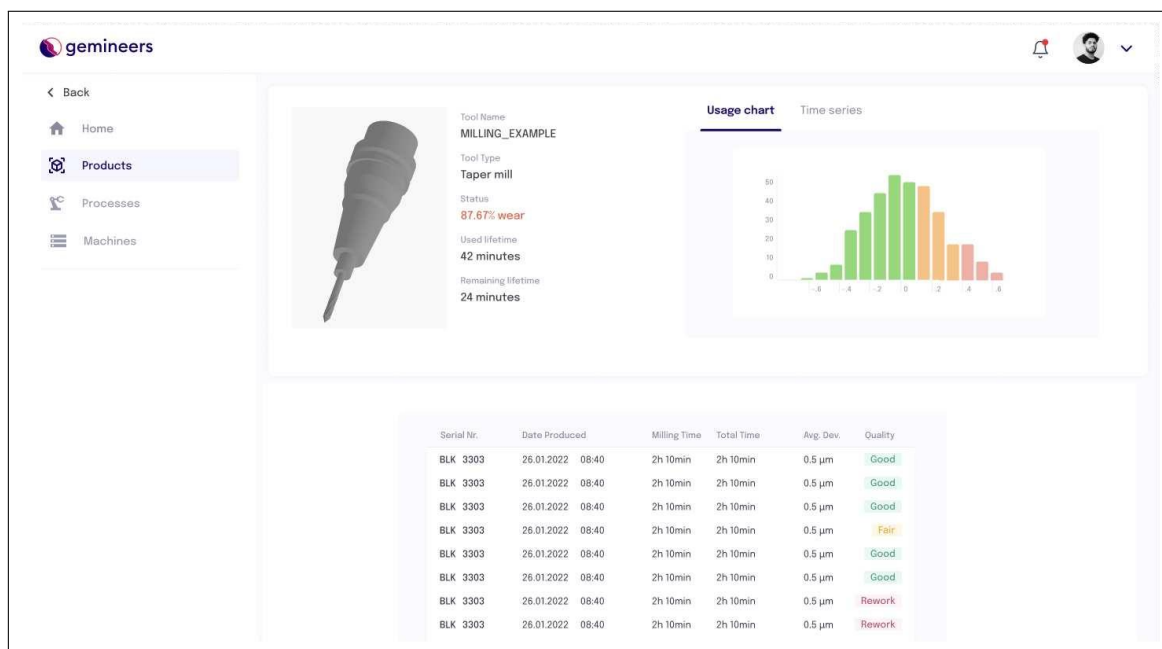 gemineers
Back
Home
Products
Processes
Machines
Tool Name
MILLING_EXAMPLE
Tool Type
Taper mill
Status
87.67% wear
Used lifetime
42 minutes
Remaining lifetime
24 minutes
Usage chart Time series
50
40
30
20
10
0
-.6 -.4 -.2 0 .2 .4 .6
Serial Nr. Date Produced Milling Time Total Time Avg. Dev. Quality
BLK 3303 26.01.2022 08:40 2h 10min 2h 10min 0.5 µm Good
BLK 3303 26.01.2022 08:40 2h 10min 2h 10min 0.5 µm Good
BLK 3303 26.01.2022 08:40 2h 10min 2h 10min 0.5 µm Good
BLK 3303 26.01.2022 08:40 2h 10min 2h 10min 0.5 µm Fair
BLK 3303 26.01.2022 08:40 2h 10min 2h 10min 0.5 µm Good
BLK 3303 26.01.2022 08:40 2h 10min 2h 10min 0.5 µm Good
BLK 3303 26.01.2022 08:40 2h 10min 2h 10min 0.5 µm Rework
BLK 3303 26.01.2022 08:40 2h 10min 2h 10min 0.5 µm Rework